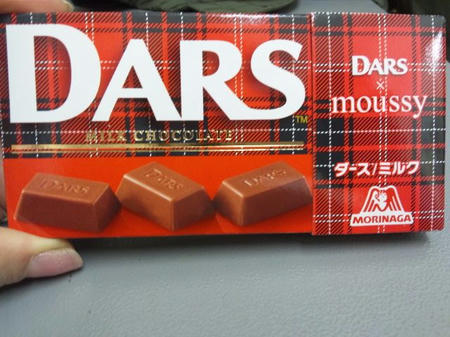 DARS
TM
MILK CHOCOLATE
DARS
DARS
DARS
DARS
×
moussy
ダース/ミルク
MORINAGA